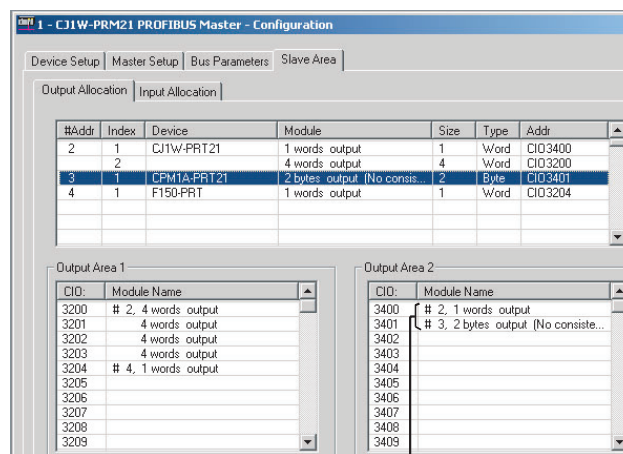 1 - CJ1W-PRM21 PROFIBUS Master - Configuration
Device Setup Master Setup Bus Parameters Slave Area
Output Allocation Input Allocation
#Addr Index Device Module Size Type Addr
2 1 CJ1W-PRT21 1 words output 1 Word CIO3400
2 4 words output 4 Word CIO3200
3 1 CPM1A-PRT21 2 bytes output (No consis... 2 Byte CIO3401
4 1 F150-PRT 1 words output 1 Word CIO3204
Output Area 1
CIO: Module Name
3200 # 2, 4 words output
3201 4 words output
3202 4 words output
3203 4 words output
3204 # 4, 1 words output
3205
3206
3207
3208
3209
Output Area 2
CIO: Module Name
3400 # 2, 1 words output
3401 # 3, 2 bytes output (No consiste...
3402
3403
3404
3405
3406
3407
3408
3409